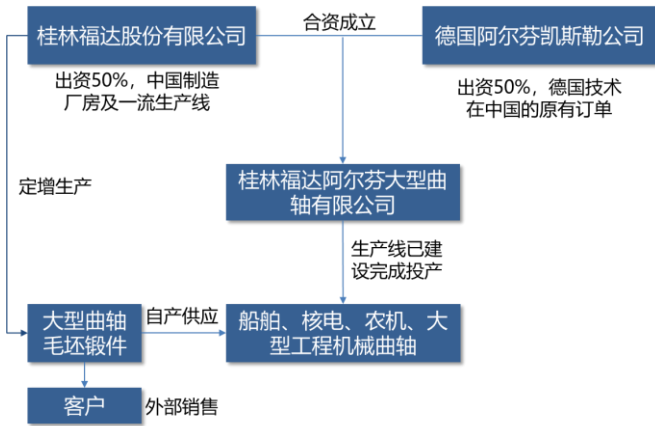 桂林福达股份有限公司
合资成立
德国阿尔芬凯斯勒公司
出资50%，中国制造
厂房及一流生产线
出资50%，德国技术
在中国的原有订单
定增生产
桂林福达阿尔芬大型曲
轴有限公司
生产线已建
设完成投产
大型曲轴
毛坯锻件
自产供应
船舶、核电、农机、大
型工程机械曲轴
客户
外部销售